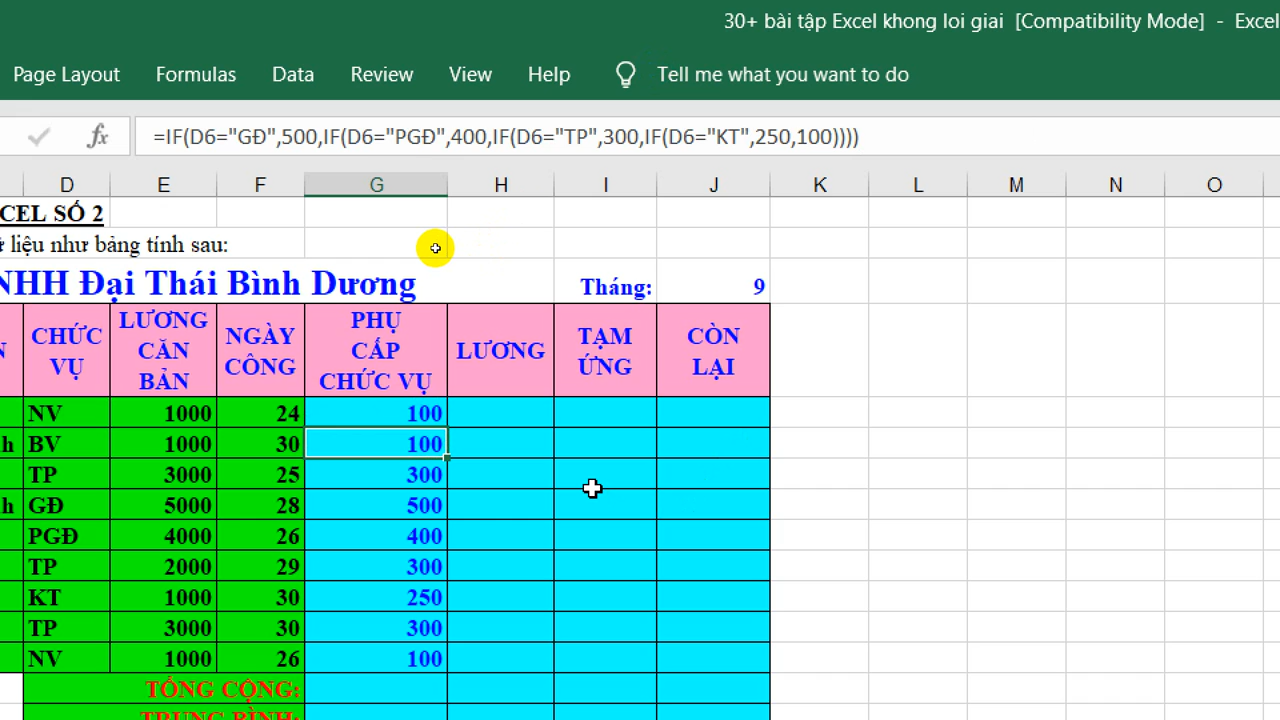 30+ bài tập Excel khong loi giai [Compatibility Mode] - Excel
Page Layout Formulas Data Review View Help Tell me what you want to do
fx =IF(D6="GĐ",500,IF(D6="PGĐ",400,IF(D6="TP",300,IF(D6="KT",250,100))))
D E F G H I J K L M N O
CEL SỐ 2
liệu như bảng tính sau:
NHH Đại Thái Bình Dương Tháng: 9
N CHỨC VỤ LƯƠNG CĂN BẢN NGÀY CÔNG PHỤ CẤP CHỨC VỤ LƯƠNG TẠM ỨNG CÒN LẠI
NV 1000 24 100
h BV 1000 30 100
TP 3000 25 300
h GĐ 5000 28 500
PGĐ 4000 26 400
TP 2000 29 300
KT 1000 30 250
TP 3000 30 300
NV 1000 26 100
TỔNG CỘNG:
TRUNG BÌNH: